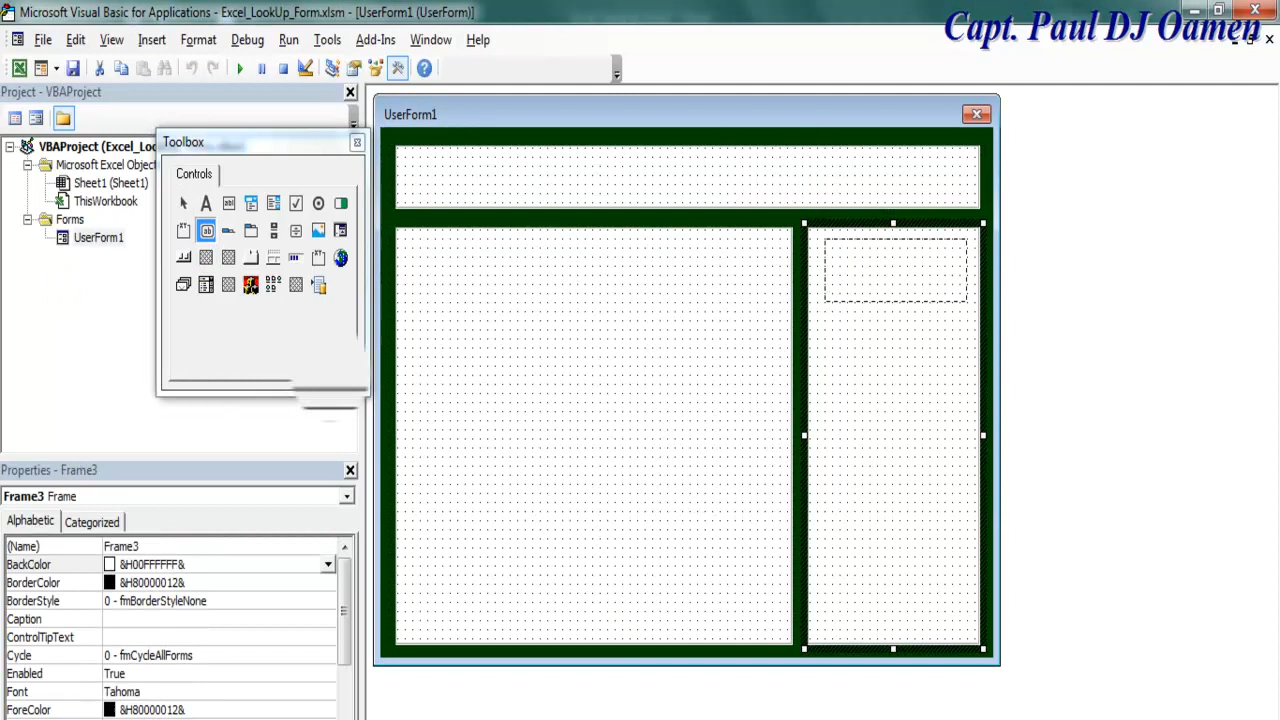 Microsoft Visual Basic for Applications - Excel_LookUp_Form.xlsm - [UserForm1 (UserForm)]
Capt. Paul DJ Oamen
File Edit View Insert Format Debug Run Tools Add-Ins Window Help
Project - VBAProject
UserForm1
Toolbox
VBAProject (Excel_Loo
Microsoft Excel Object
Controls
Sheet1 (Sheet1)
ThisWorkbook
Forms
UserForm1
Properties - Frame3
Frame3 Frame
Alphabetic Categorized
(Name) Frame3
BackColor &H00FFFFFF&
BorderColor &H80000012&
BorderStyle 0 - fmBorderStyleNone
Caption
ControlTipText
Cycle 0 - fmCycleAllForms
Enabled True
Font Tahoma
ForeColor &H80000012&